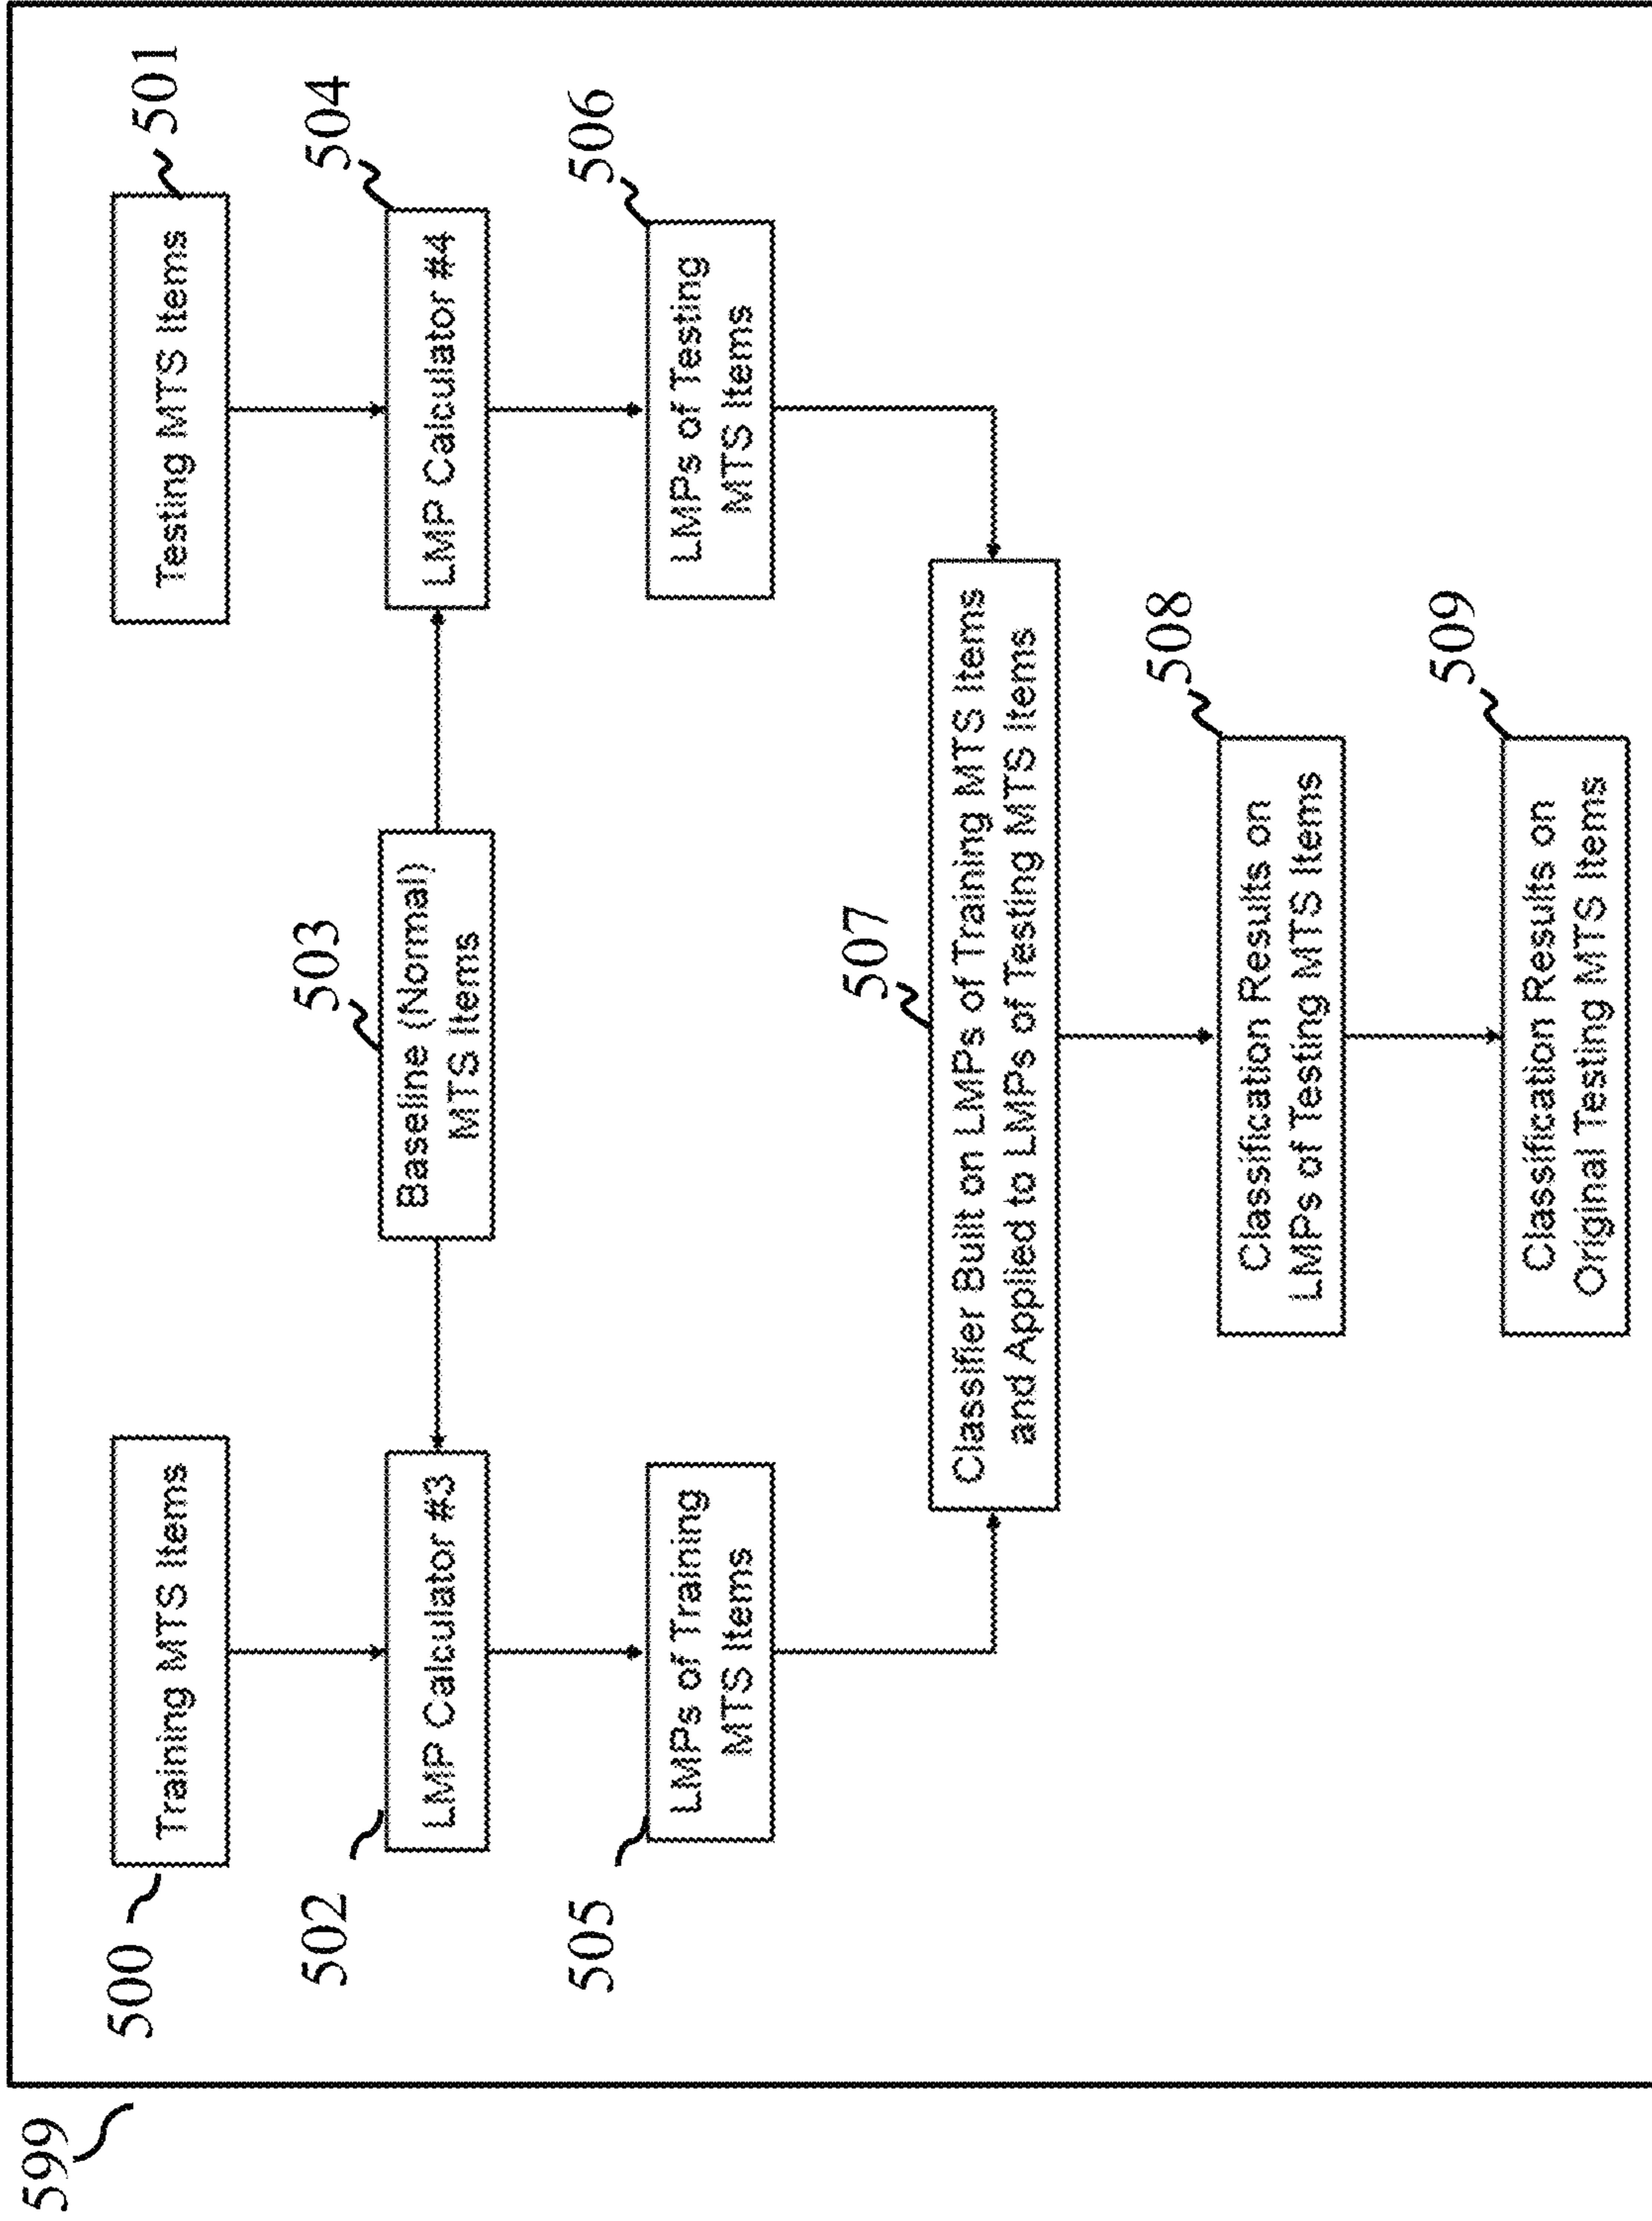 599
500
Training MTS Items
Testing MTS Items
501
502
LMP Calculator #3
503
Baseline (Normal)
MTS Items
LMP Calculator #4
504
505
LMPs of Training
MTS Items
LMPs of Testing
MTS Items
506
507
Classifier Built on LMPs of Training MTS Items
and Applied to LMPs of Testing MTS Items
Classification Results on
LMPs of Testing MTS Items
508
Classification Results on
Original Testing MTS Items
509